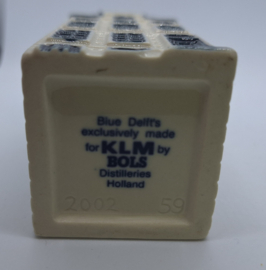 Blue Delft's
exclusively made
for KLM by
BOLS
Distilleries
Holland
2002 59